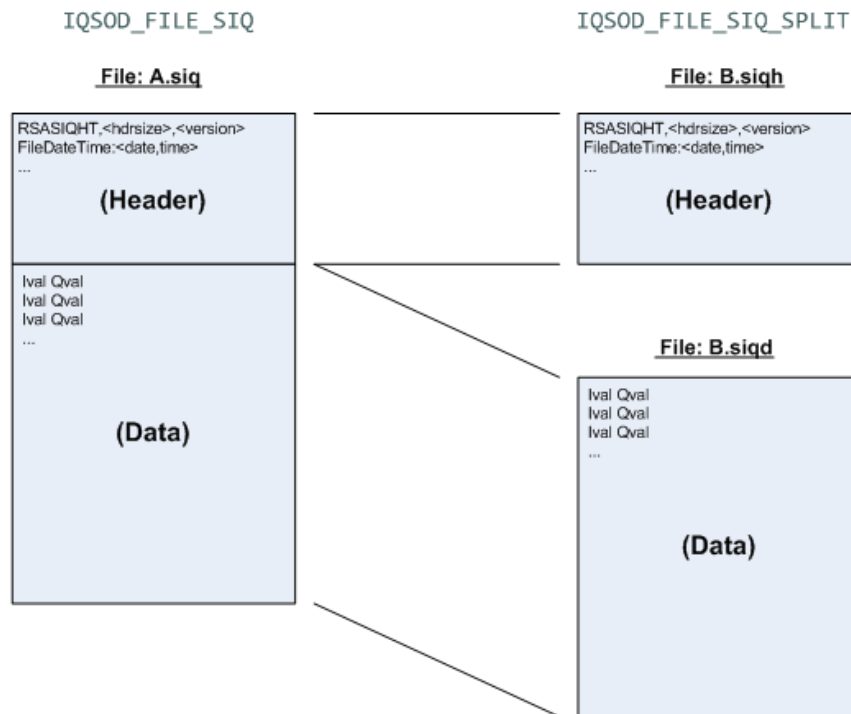 IQSOD_FILE_SIQ
File: A.siq
RSASIQHT,<hdrsize>,<version>
FileDateTime:<date,time>
...
(Header)
Ival Qval
Ival Qval
Ival Qval
...
(Data)
IQSOD_FILE_SIQ_SPLIT
File: B.siqh
RSASIQHT,<hdrsize>,<version>
FileDateTime:<date,time>
...
(Header)
File: B.siqd
Ival Qval
Ival Qval
Ival Qval
...
(Data)